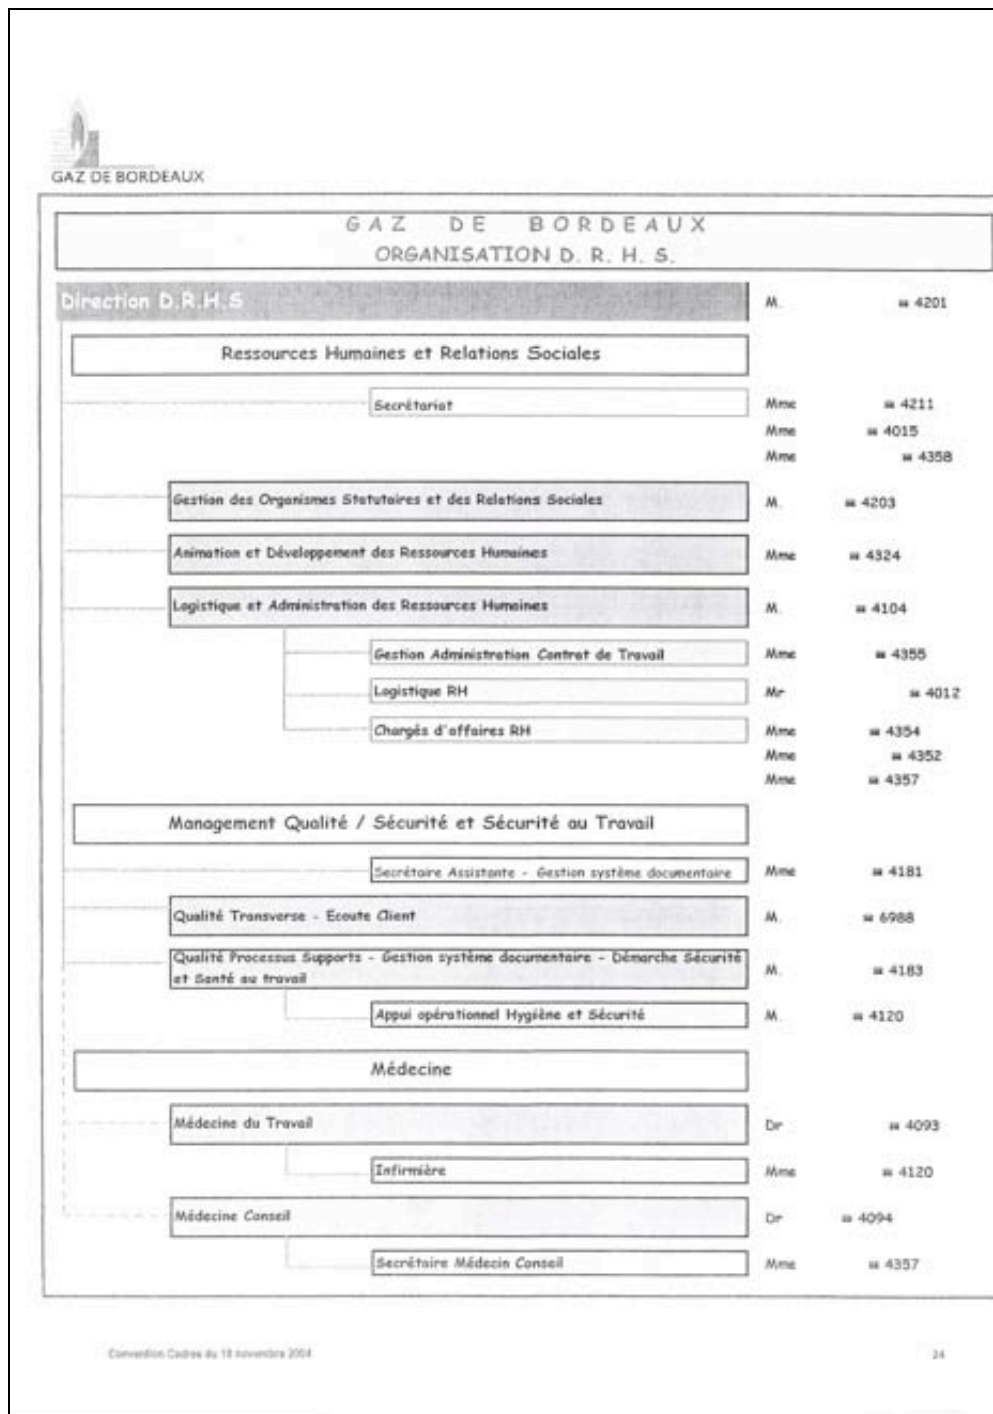 GAZ DE BORDEAUX
GAZ DE BORDEAUX
ORGANISATION D. R. H. S.
Direction D.R.H.S M. ☎ 4201
Ressources Humaines et Relations Sociales
Secrétariat Mme ☎ 4211
Mme ☎ 4015
Mme ☎ 4358
Gestion des Organismes Statutaires et des Relations Sociales M. ☎ 4203
Animation et Développement des Ressources Humaines Mme ☎ 4324
Logistique et Administration des Ressources Humaines M. ☎ 4104
Gestion Administration Contrat de Travail Mme ☎ 4355
Logistique RH Mr ☎ 4012
Chargés d'affaires RH Mme ☎ 4354
Mme ☎ 4352
Mme ☎ 4357
Management Qualité / Sécurité et Sécurité au Travail
Secrétaire Assistante - Gestion système documentaire Mme ☎ 4181
Qualité Transverse - Ecoute Client M. ☎ 6988
Qualité Processus Supports - Gestion système documentaire - Démarche Sécurité
et Santé au travail M. ☎ 4183
Appui opérationnel Hygiène et Sécurité M. ☎ 4120
Médecine
Médecine du Travail Dr ☎ 4093
Infirmière Mme ☎ 4120
Médecine Conseil Dr ☎ 4094
Secrétaire Médecin Conseil Mme ☎ 4357
Convention Cadres du 18 novembre 2004 24